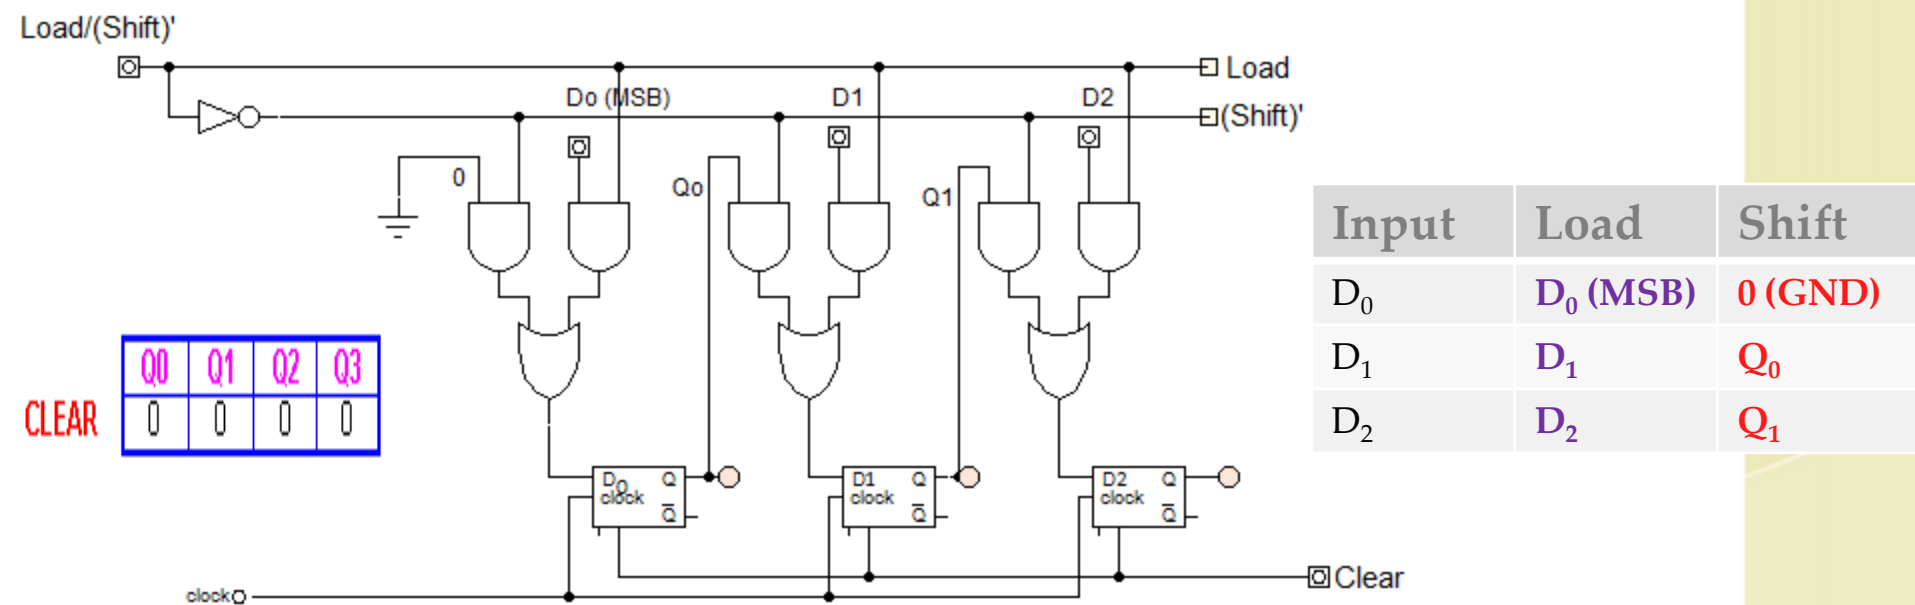 Load/(Shift)'
Load
Do (MSB)
D1
D2
(Shift)'
0
Qo
Q1
Input Load Shift
D0 D0 (MSB) 0 (GND)
D1 D1 Q0
D2 D2 Q1
Q0 Q1 Q2 Q3
CLEAR 0 0 0 0
Do Q
clock
Q̅
D1 Q
clock
Q̅
D2 Q
clock
Q̅
Clear
clock